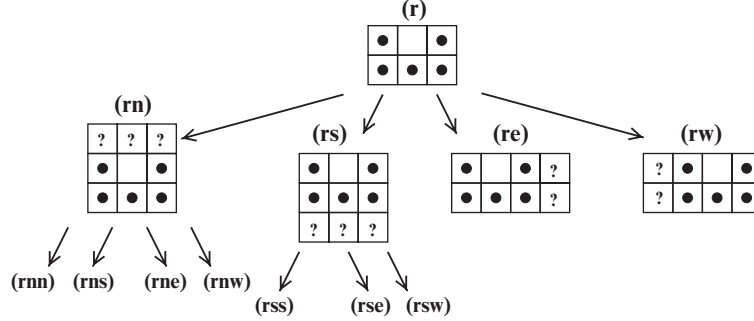 (r)
(rn)
? ? ?
(rs)
(re)
(rw)
?
?
?
?
? ? ?
(rnn) (rns) (rne) (rnw)
(rss) (rse) (rsw)